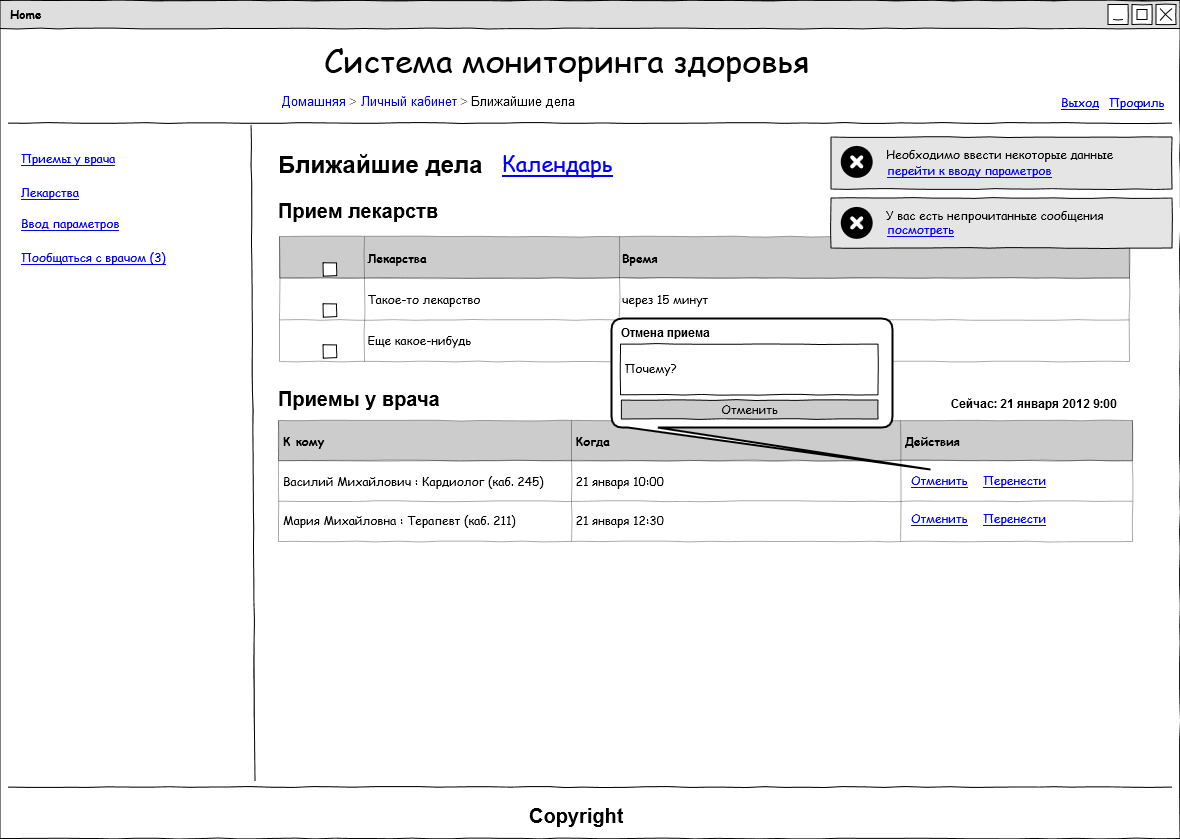 Home
Система мониторинга здоровья
Домашняя > Личный кабинет > Ближайшие дела
Выход Профиль
Приемы у врача
Лекарства
Ввод параметров
Пообщаться с врачом (3)
Ближайшие дела Календарь
Необходимо ввести некоторые данные
перейти к вводу параметров
У вас есть непрочитанные сообщения
посмотреть
Прием лекарств
Лекарства Время
Такое-то лекарство через 15 минут
Еще какое-нибудь
Отмена приема
Почему?
Отменить
Приемы у врача
Сейчас: 21 января 2012 9:00
К кому Когда Действия
Василий Михайлович : Кардиолог (каб. 245) 21 января 10:00 Отменить Перенести
Мария Михайловна : Терапевт (каб. 211) 21 января 12:30 Отменить Перенести
Copyright